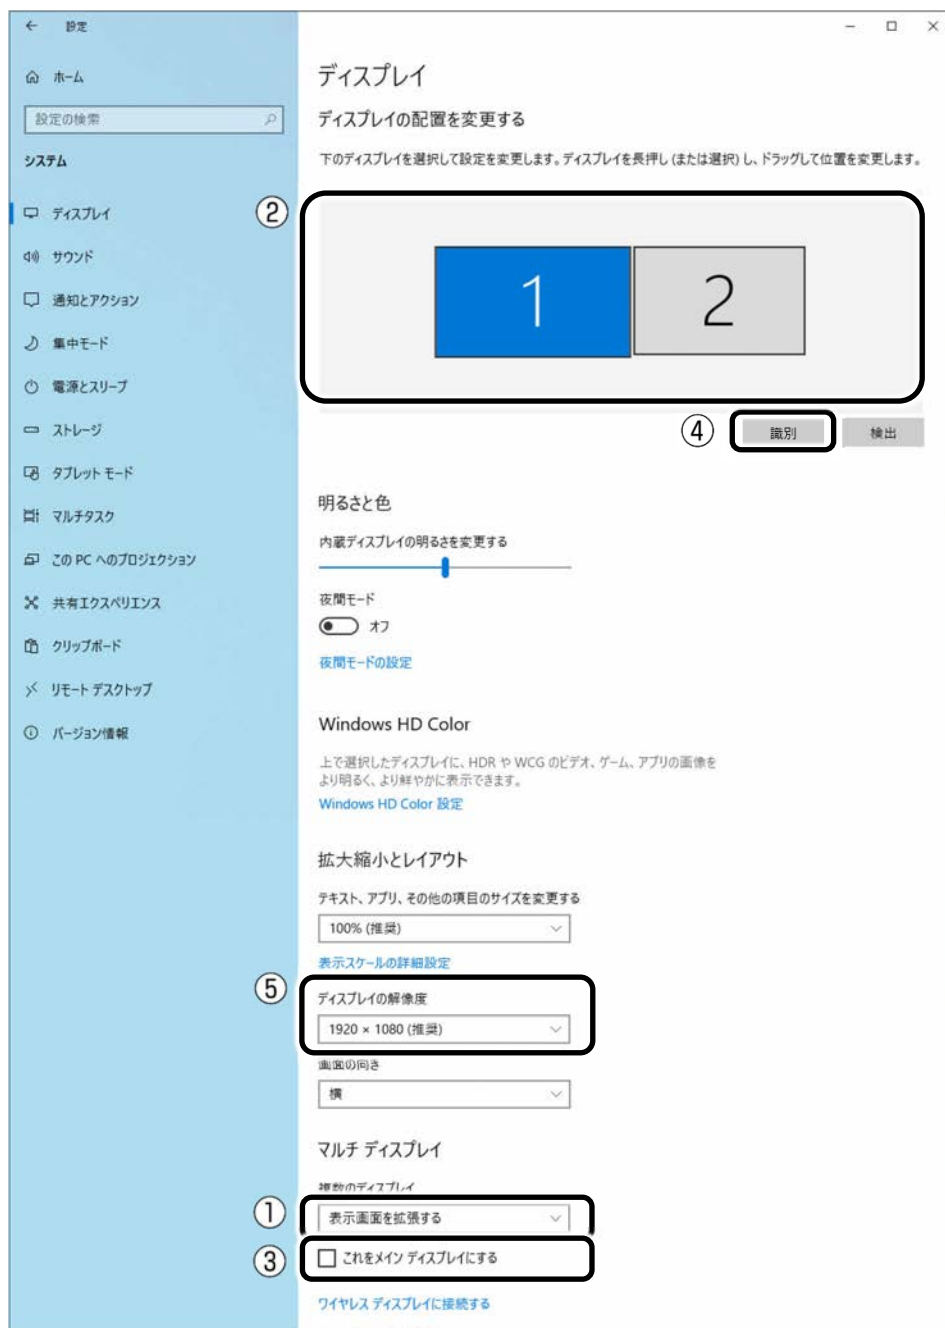 設定
ホーム
設定の検索
システム
ディスプレイ
サウンド
通知とアクション
集中モード
電源とスリープ
ストレージ
タブレット モード
マルチタスク
この PC へのプロジェクション
共有エクスペリエンス
クリップボード
リモート デスクトップ
バージョン情報
ディスプレイ
ディスプレイの配置を変更する
下のディスプレイを選択して設定を変更します。ディスプレイを長押し (または選択) し、ドラッグして位置を変更します。
②
1
2
④
識別
検出
明るさと色
内蔵ディスプレイの明るさを変更する
夜間モード
オフ
夜間モードの設定
Windows HD Color
上で選択したディスプレイに、HDR や WCG のビデオ、ゲーム、アプリの画像を
より明るく、より鮮やかに表示できます。
Windows HD Color 設定
拡大縮小とレイアウト
テキスト、アプリ、その他の項目のサイズを変更する
100% (推奨)
表示スケールの詳細設定
⑤
ディスプレイの解像度
1920 × 1080 (推奨)
画面の向き
横
マルチ ディスプレイ
複数のディスプレイ
①
表示画面を拡張する
③
これをメイン ディスプレイにする
ワイヤレス ディスプレイに接続する